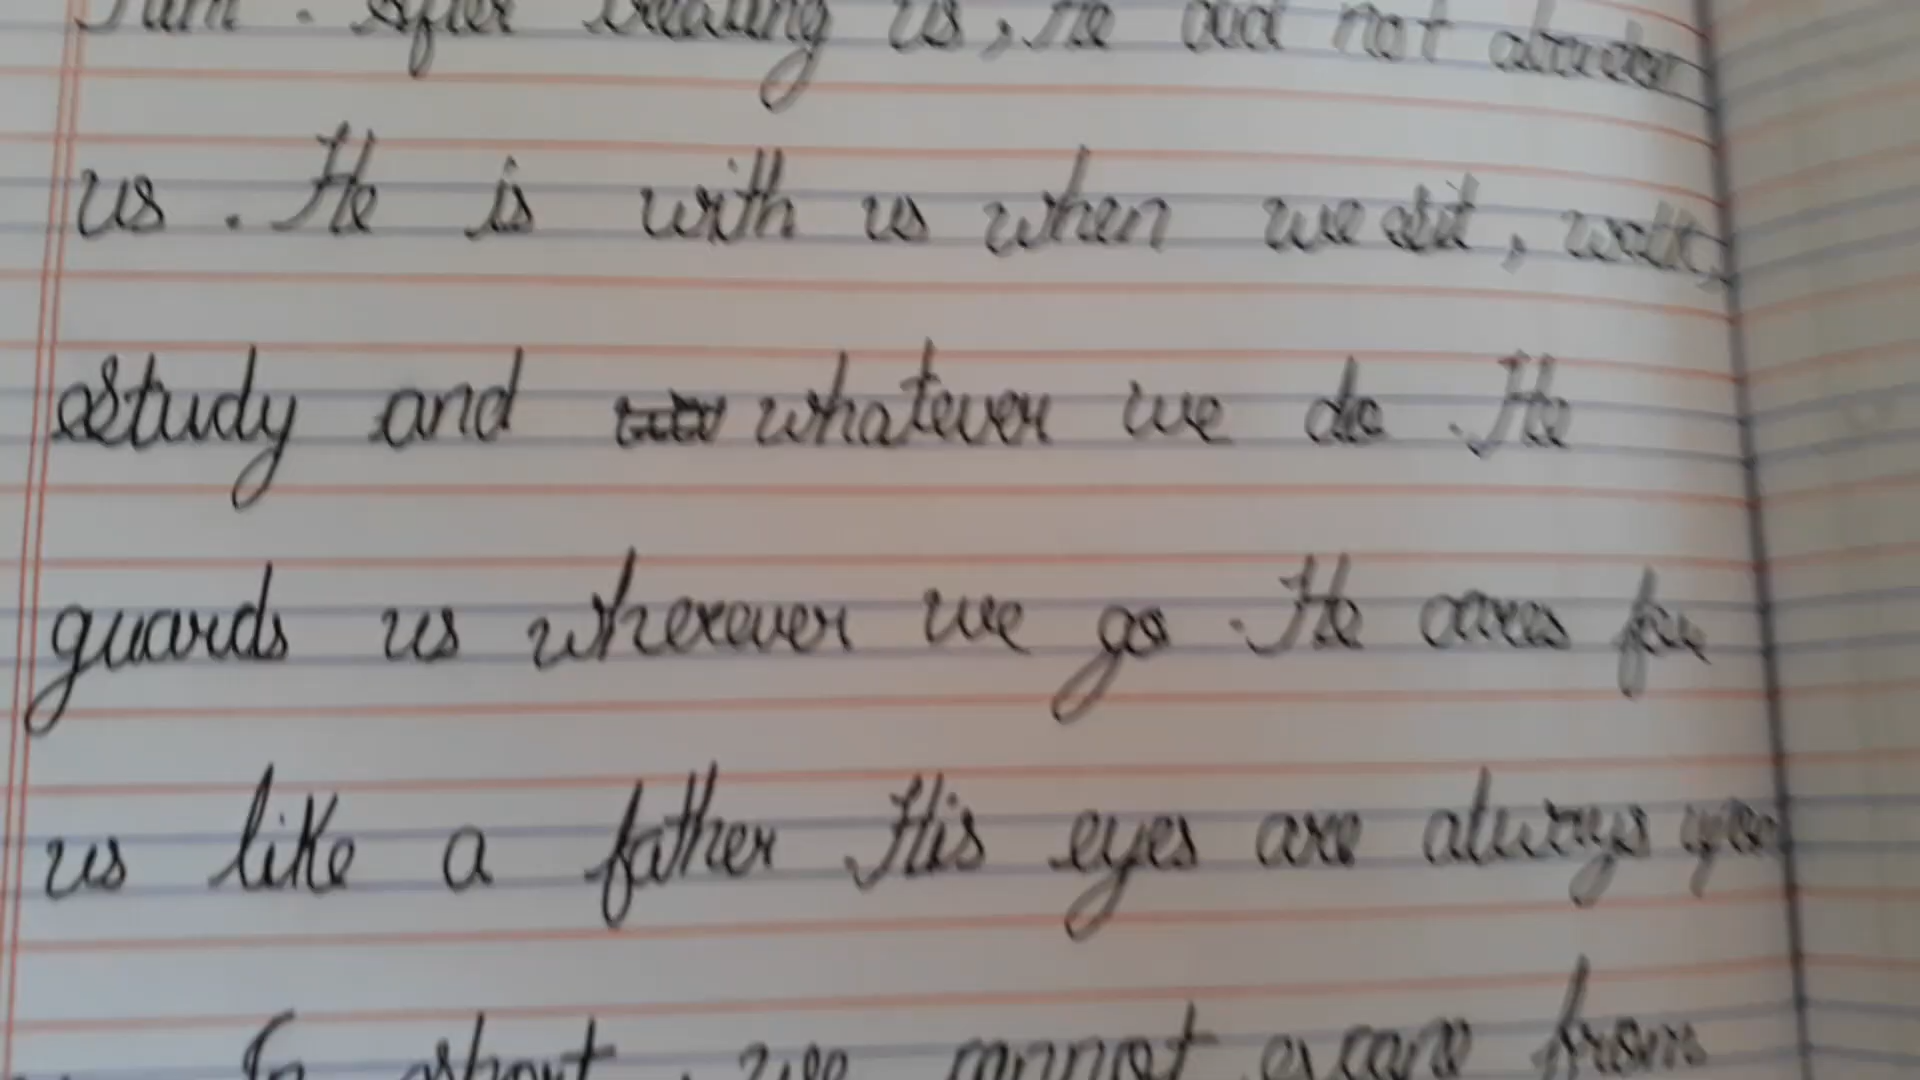 him. After creating us, He did not abandon
us. He is with us when we sit, walk,
study and whatever we do. He
guards us wherever we go. He cares for
us like a father. His eyes are always
In short, we cannot escape from